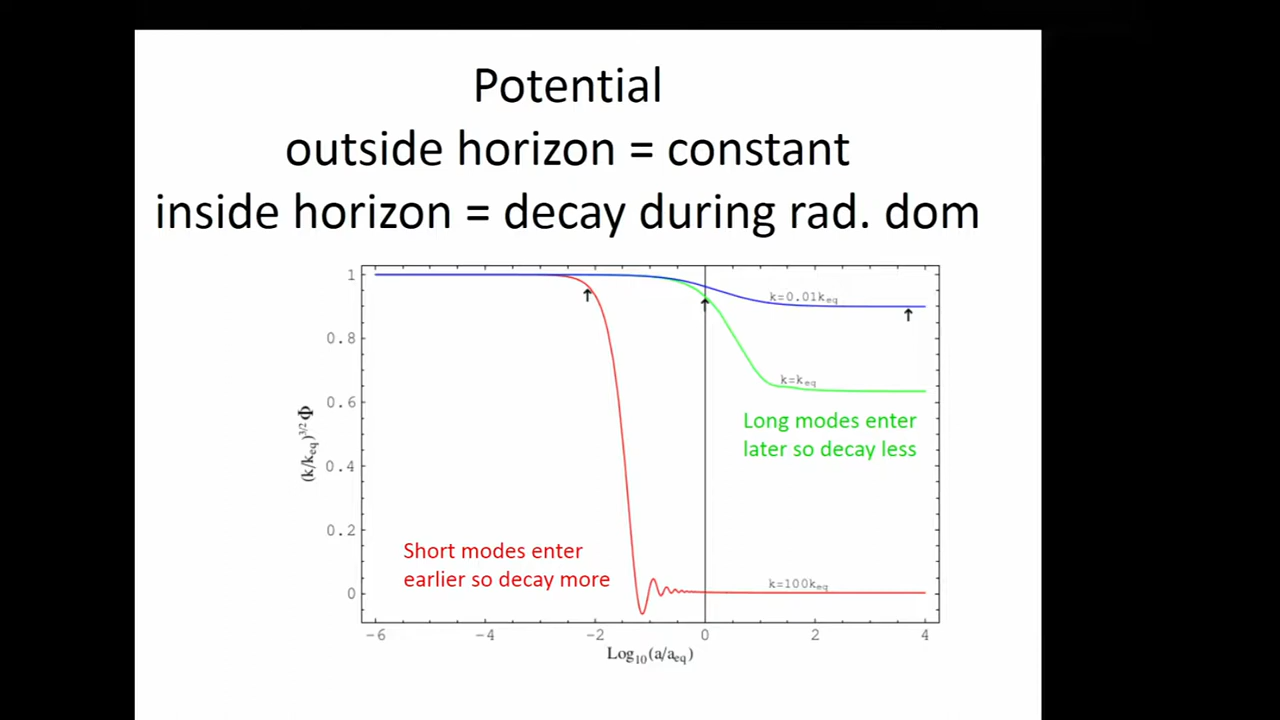 Potential
outside horizon = constant
inside horizon = decay during rad. dom
1
0.8
0.6
0.4
0.2
0
(k/k_eq)^3/2 Φ
k=0.01k_eq
k=k_eq
Long modes enter
later so decay less
Short modes enter
earlier so decay more
k=100k_eq
-6 -4 -2 0 2 4
Log_10(a/a_eq)